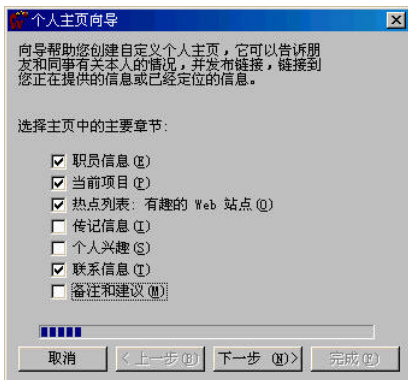 个人主页向导
向导帮助您创建自定义个人主页，它可以告诉朋
友和同事有关本人的情况，并发布链接，链接到
您正在提供的信息或已经定位的信息。
选择主页中的主要章节:
职员信息(E)
当前项目(P)
热点列表: 有趣的 Web 站点(O)
传记信息(I)
个人兴趣(S)
联系信息(T)
备注和建议(M)
取消
<上一步(B)
下一步 (N)>
完成(F)